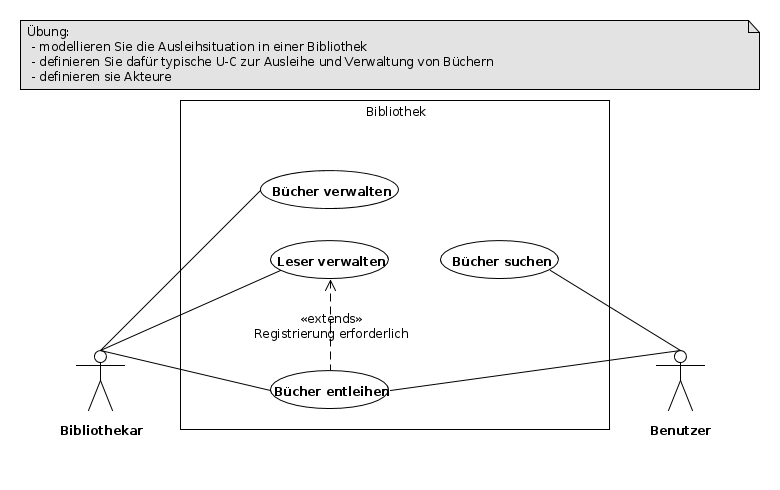 Übung:
- modellieren Sie die Ausleihsituation in einer Bibliothek
- definieren Sie dafür typische U-C zur Ausleihe und Verwaltung von Büchern
- definieren sie Akteure
Bibliothek
Bücher verwalten
Leser verwalten
Bücher suchen
«extends»
Registrierung erforderlich
Bücher entleihen
Bibliothekar
Benutzer